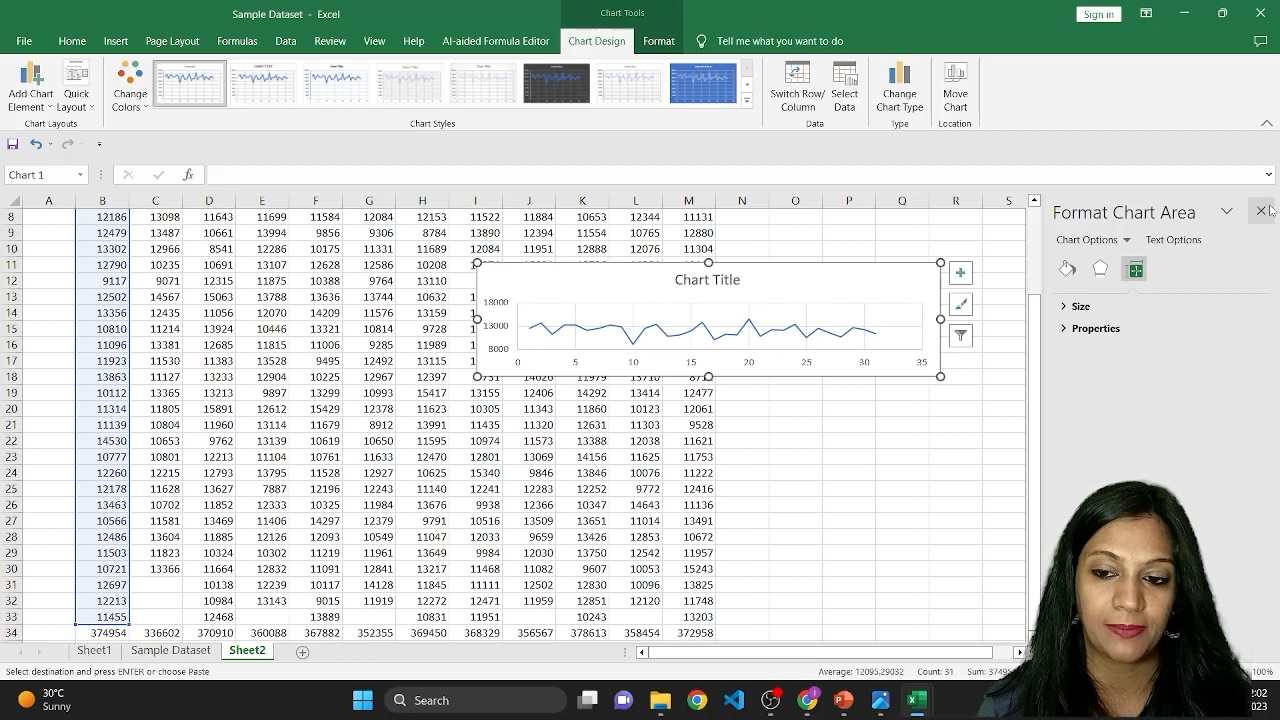 Sample Dataset - Excel
Chart Tools
Sign in
File Home Insert Page Layout Formulas Data Review View Help AI-aided Formula Editor Chart Design Format Tell me what you want to do
Add Chart Element
Quick Layout
Change Colors
Switch Row/ Column
Select Data
Change Chart Type
Move Chart
Chart Layouts Chart Styles Data Type Location
Chart 1
fx
A B C D E F G H I J K L M N O P Q R S
8 12186 13098 11643 11699 11584 12084 12153 11522 11884 10653 12344 11131
9 12479 13487 10661 13994 9856 9306 8784 13890 12394 11554 10765 12880
10 13302 12966 8541 12286 10175 11331 11689 12084 11951 12888 12076 11304
11 12790 10235 10691 13107 12628 12586 10208
12 9117 9071 12315 11875 10388 13764 13110
13 12502 14567 15063 13788 13636 13744 10632
14 13356 12435 11056 12070 14209 11576 13159
15 10810 11214 13924 10446 13321 10814 9728
16 11096 13381 12685 11815 11006 9285 11989
17 11923 11530 11383 13528 9495 12492 13115
18 13863 11127 13233 12904 10225 12967 12397
19 10112 13365 13213 9897 13299 10993 15417 13155 12406 14292 13414 12477
20 11314 11805 15891 12612 15429 12378 11623 10305 11343 11860 10123 12061
21 11139 10804 11960 13114 11679 8912 13991 11435 11320 12631 11303 9528
22 14530 10653 9762 13139 10619 10650 11595 10974 11573 13388 12038 11621
23 10777 10801 12213 11104 10761 11633 12470 12801 13069 14156 11625 11753
24 12260 12215 12793 13795 11528 12927 10625 15340 9846 13846 10076 11222
25 12178 11628 13627 7887 12196 12243 11140 12241 12283 12252 9772 12416
26 13463 10702 11852 12333 10325 11984 13676 9938 12366 10347 14643 11136
27 10566 11581 13469 11406 14297 12379 9791 10516 13509 13651 11014 13491
28 12486 13604 11885 12126 12093 10549 11047 12033 9659 13426 12853 10672
29 11503 11823 10324 10302 11219 11961 13649 9984 12030 13750 12542 11957
30 10721 13366 11664 12832 11091 12841 13217 11468 11082 9607 10053 15243
31 12697 10138 12239 10117 14128 11845 11111 12502 12830 10096 13825
32 12213 10984 13143 9015 11919 12272 12471 11959 12851 12120 11748
33 11455 12468 13889 10831 11951 10243 13203
34 374954 336602 370910 360088 367882 352355 369450 368329 356567 378613 358454 372958
Chart Title
18000
13000
8000
0 5 10 15 20 25 30 35
Format Chart Area
Chart Options Text Options
Size
Properties
Sheet1 Sample Dataset Sheet2
Select destination and press ENTER or choose Paste
Average: 12095.29032 Count: 31
100%
30°C
Sunny
Search